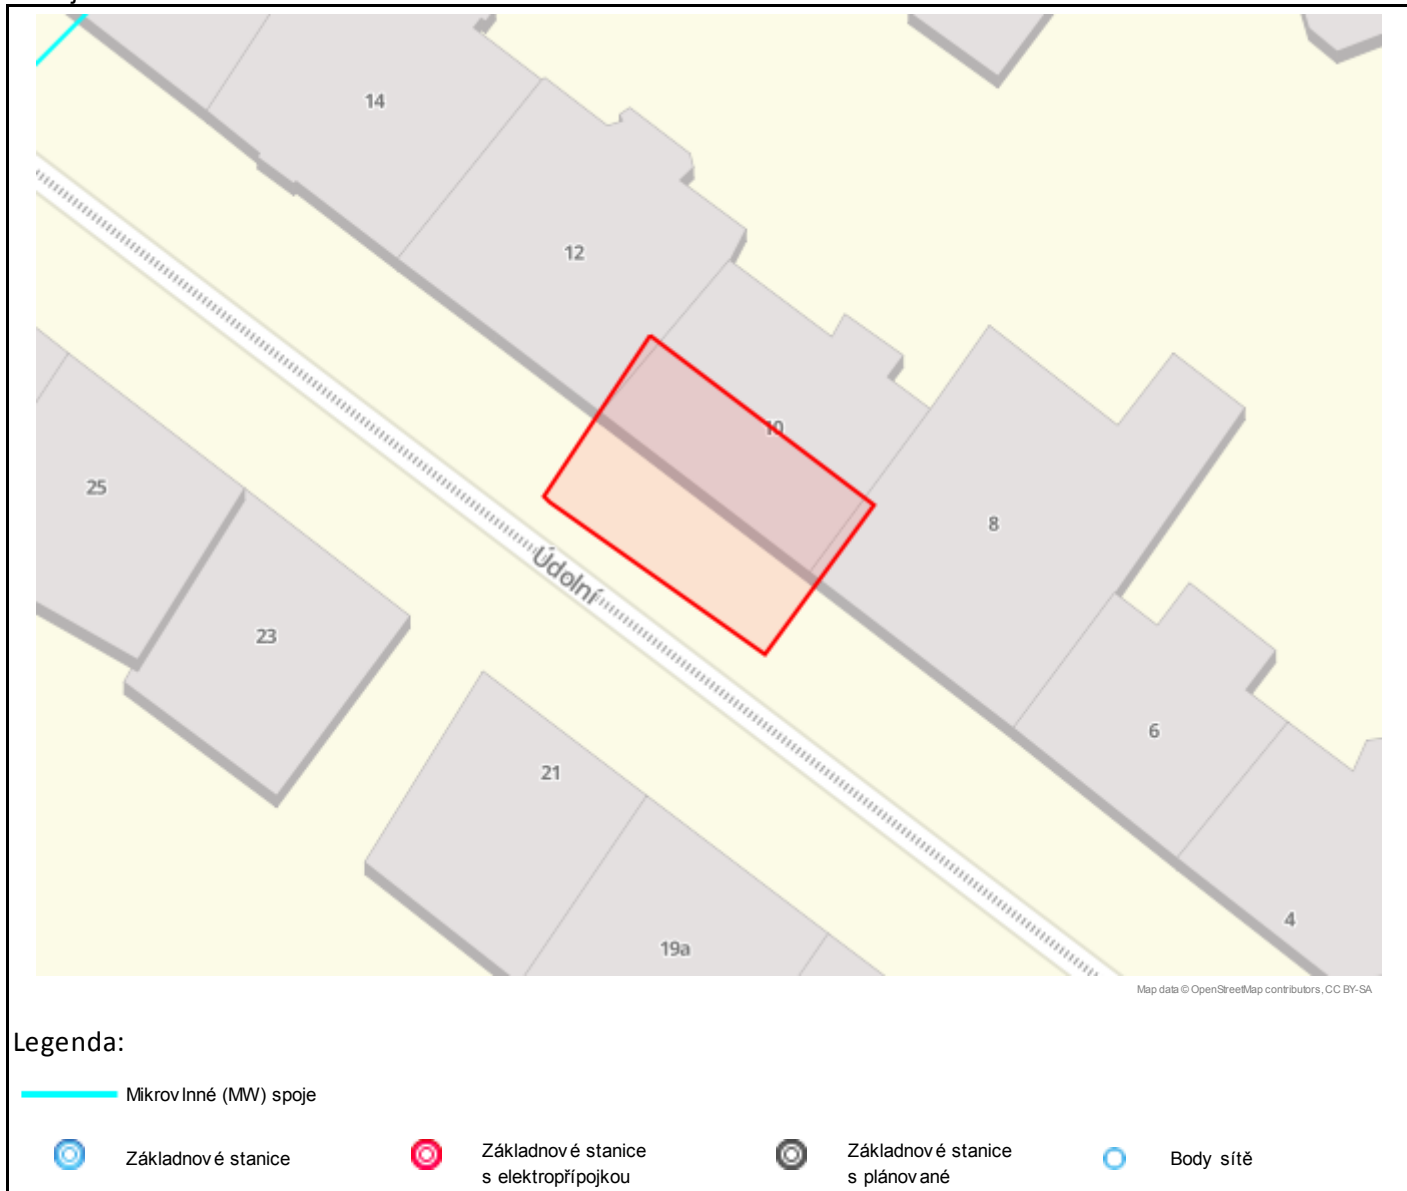 14
12
10
8
25
Údolní
23
6
21
4
19a
Map data © OpenStreetMap contributors, CC BY-SA
Legenda:
Mikrovlnné (MW) spoje
Základnové stanice
Základnové stanice
s elektropřípojkou
Základnové stanice
s plánované
Body sítě